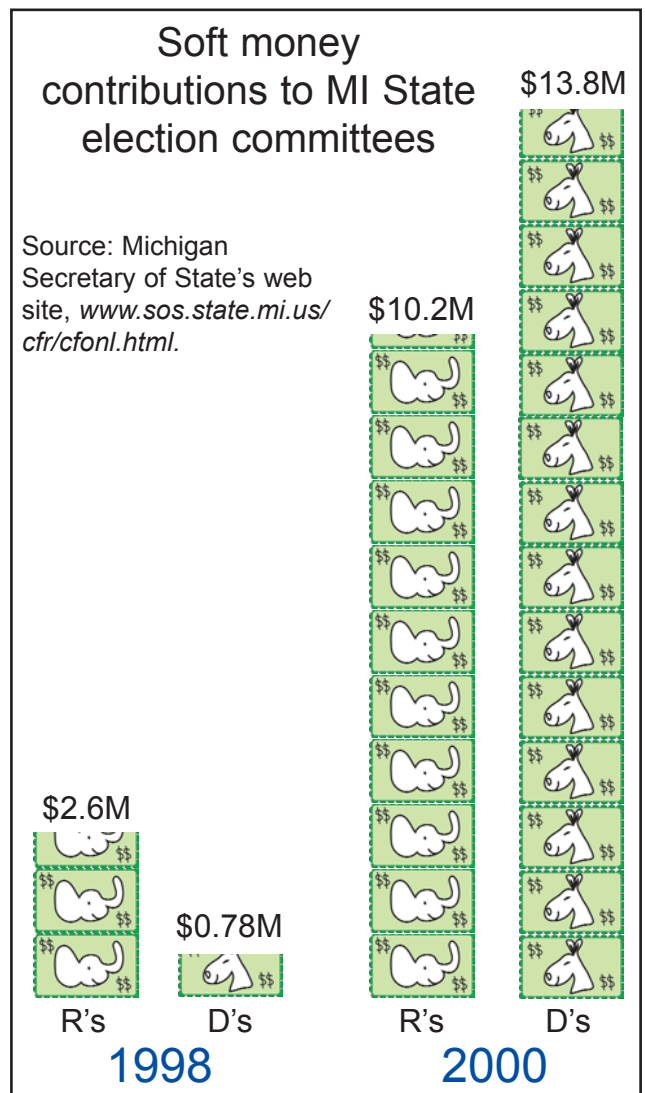 Soft money
contributions to MI State
election committees
Source: Michigan
Secretary of State's web
site, www.sos.state.mi.us/
cfr/cfonl.html.
$2.6M
$0.78M
$10.2M
$13.8M
R's
D's
R's
D's
1998
2000